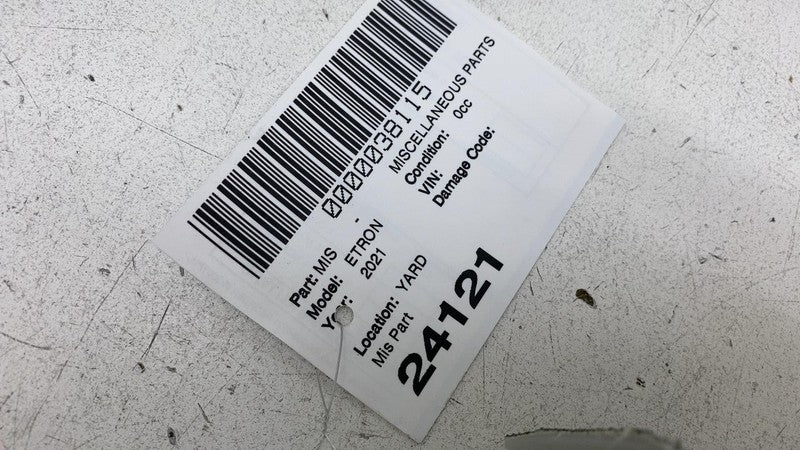 0000038115
Part: MIS - MISCELLANEOUS PARTS
Model: ETRON Condition: 0cc
Year: 2021 VIN:
Damage Code:
Location: YARD
Mis Part
24121